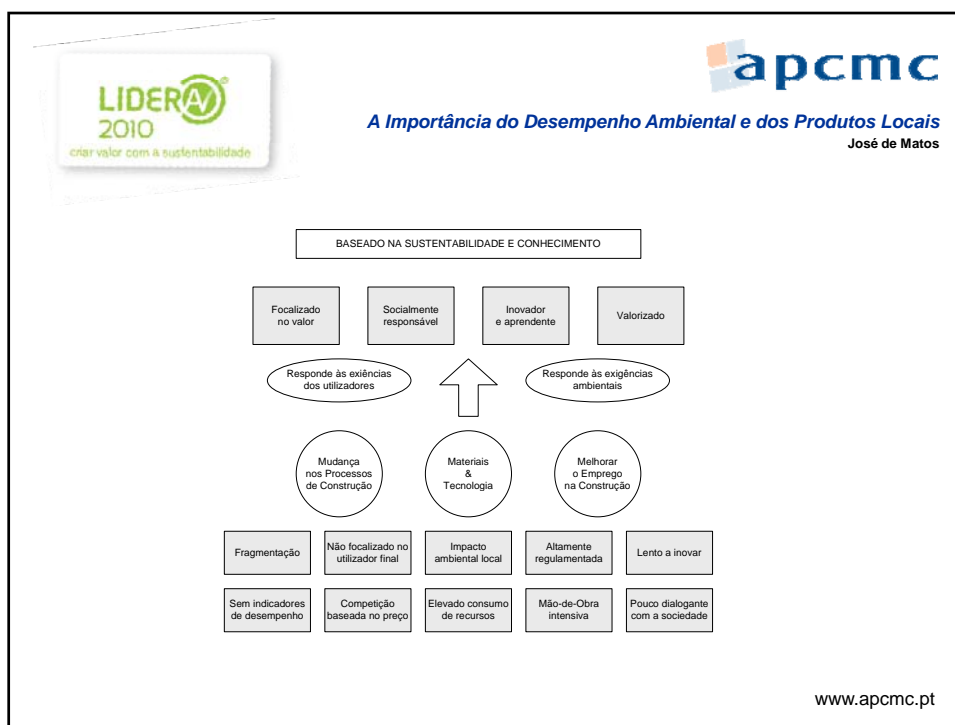 LIDERA
2010
criar valor com a sustentabilidade
apcmc
A Importância do Desempenho Ambiental e dos Produtos Locais
José de Matos
BASEADO NA SUSTENTABILIDADE E CONHECIMENTO
Focalizado
no valor
Socialmente
responsável
Inovador
e aprendente
Valorizado
Responde às exiências
dos utilizadores
Responde às exigências
ambientais
Mudança
nos Processos
de Construção
Materiais
&
Tecnologia
Melhorar
o Emprego
na Construção
Fragmentação
Não focalizado no
utilizador final
Impacto
ambiental local
Altamente
regulamentada
Lento a inovar
Sem indicadores
de desempenho
Competição
baseada no preço
Elevado consumo
de recursos
Mão-de-Obra
intensiva
Pouco dialogante
com a sociedade
www.apcmc.pt